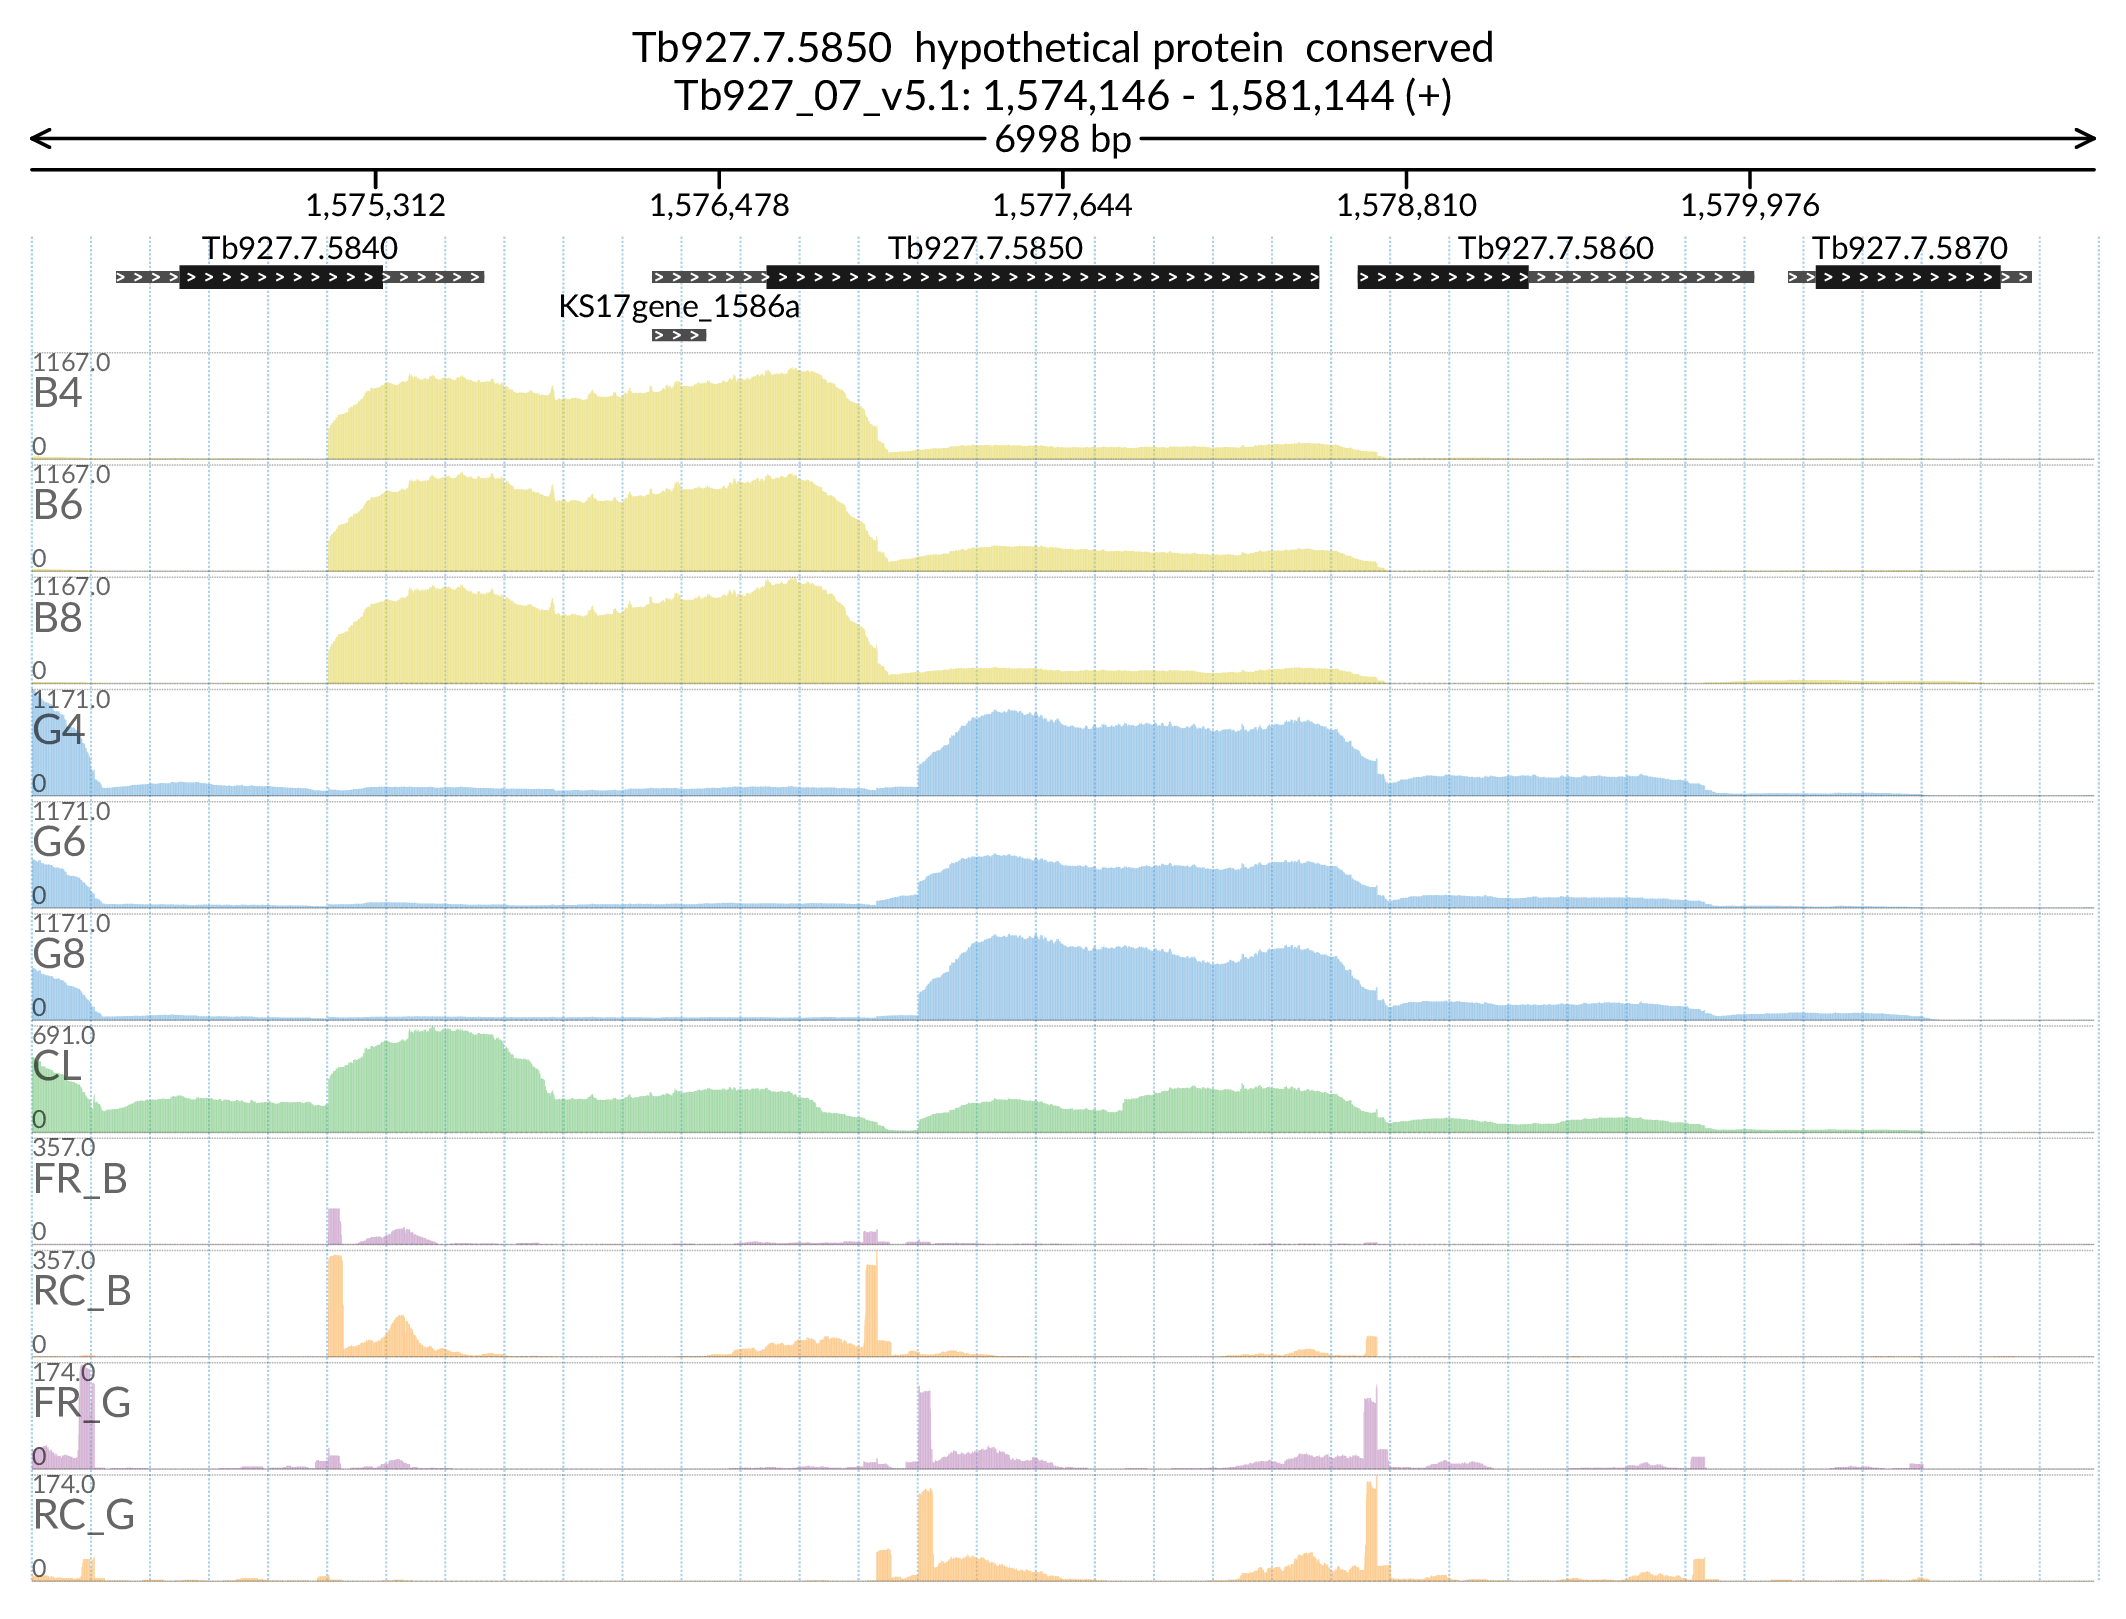 Tb927.7.5850 hypothetical protein conserved
Tb927_07_v5.1: 1,574,146 - 1,581,144 (+)
6998 bp
1,575,312 1,576,478 1,577,644 1,578,810 1,579,976
Tb927.7.5840 Tb927.7.5850 Tb927.7.5860 Tb927.7.5870
KS17gene_1586a
1167.0
B4
0
1167.0
B6
0
1167.0
B8
0
1171.0
G4
0
1171.0
G6
0
1171.0
G8
0
691.0
CL
0
357.0
FR_B
0
357.0
RC_B
0
174.0
FR_G
0
174.0
RC_G
0